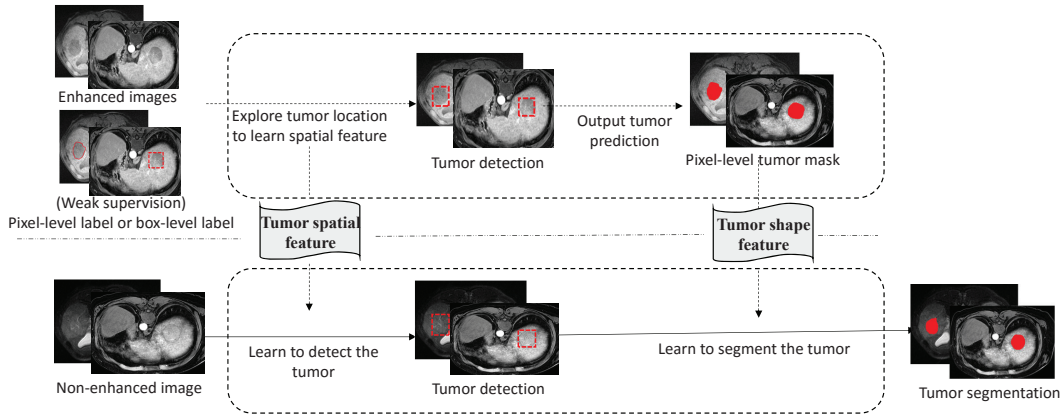 Enhanced images
Explore tumor location
to learn spatial feature
Tumor detection
Output tumor
prediction
Pixel-level tumor mask
(Weak supervision)
Pixel-level label or box-level label
Tumor spatial
feature
Tumor shape
feature
Non-enhanced image
Learn to detect the
tumor
Tumor detection
Learn to segment the tumor
Tumor segmentation